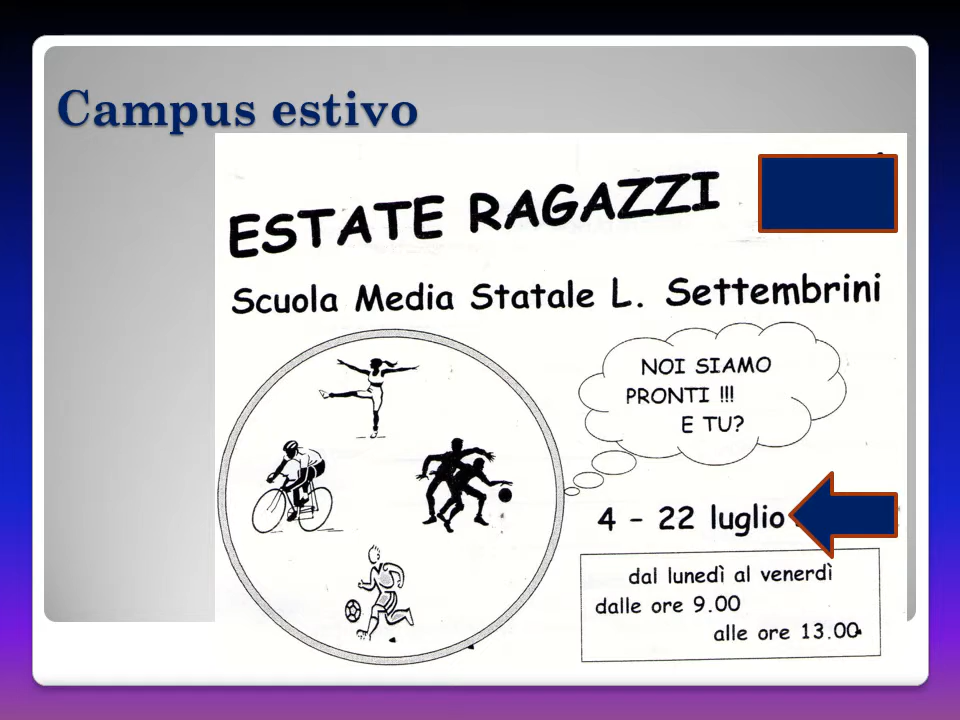 Campus estivo
ESTATE RAGAZZI
Scuola Media Statale L. Settembrini
NOI SIAMO
PRONTI !!!
E TU?
4 - 22 luglio
dal lunedì al venerdì
dalle ore 9.00
alle ore 13.00